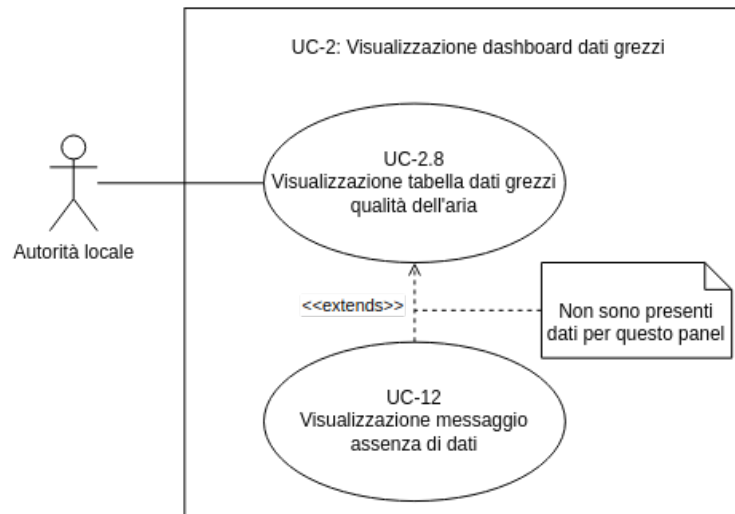 UC-2: Visualizzazione dashboard dati grezzi
UC-2.8
Visualizzazione tabella dati grezzi
qualità dell'aria
Autorità locale
<<extends>>
Non sono presenti
dati per questo panel
UC-12
Visualizzazione messaggio
assenza di dati